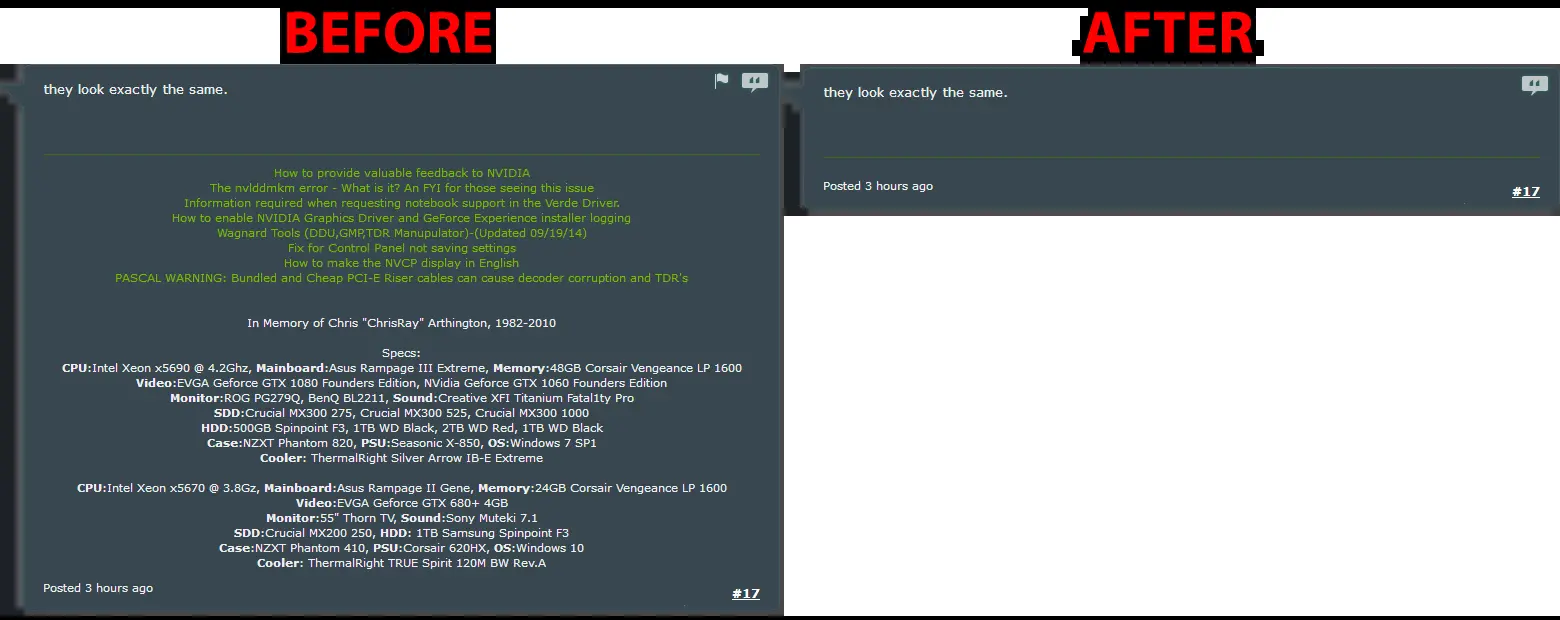 BEFORE
they look exactly the same.
How to provide valuable feedback to NVIDIA
The nvlddmkm error - What is it? An FYI for those seeing this issue
Information required when requesting notebook support in the Verde Driver.
How to enable NVIDIA Graphics Driver and GeForce Experience installer logging
Wagnard Tools (DDU,GMP,TDR Manupulator)-(Updated 09/19/14)
Fix for Control Panel not saving settings
How to make the NVCP display in English
PASCAL WARNING: Bundled and Cheap PCI-E Riser cables can cause decoder corruption and TDR's
In Memory of Chris "ChrisRay" Arthington, 1982-2010
Specs:
CPU:Intel Xeon x5690 @ 4.2Ghz, Mainboard:Asus Rampage III Extreme, Memory:48GB Corsair Vengeance LP 1600
Video:EVGA Geforce GTX 1080 Founders Edition, NVidia Geforce GTX 1060 Founders Edition
Monitor:ROG PG279Q, BenQ BL2211, Sound:Creative XFI Titanium Fatal1ty Pro
SDD:Crucial MX300 275, Crucial MX300 525, Crucial MX300 1000
HDD:500GB Spinpoint F3, 1TB WD Black, 2TB WD Red, 1TB WD Black
Case:NZXT Phantom 820, PSU:Seasonic X-850, OS:Windows 7 SP1
Cooler: ThermalRight Silver Arrow IB-E Extreme
CPU:Intel Xeon x5670 @ 3.8Gz, Mainboard:Asus Rampage II Gene, Memory:24GB Corsair Vengeance LP 1600
Video:EVGA Geforce GTX 680+ 4GB
Monitor:55" Thorn TV, Sound:Sony Muteki 7.1
SDD:Crucial MX200 250, HDD: 1TB Samsung Spinpoint F3
Case:NZXT Phantom 410, PSU:Corsair 620HX, OS:Windows 10
Cooler: ThermalRight TRUE Spirit 120M BW Rev.A
Posted 3 hours ago
#17
AFTER
they look exactly the same.
Posted 3 hours ago
#17